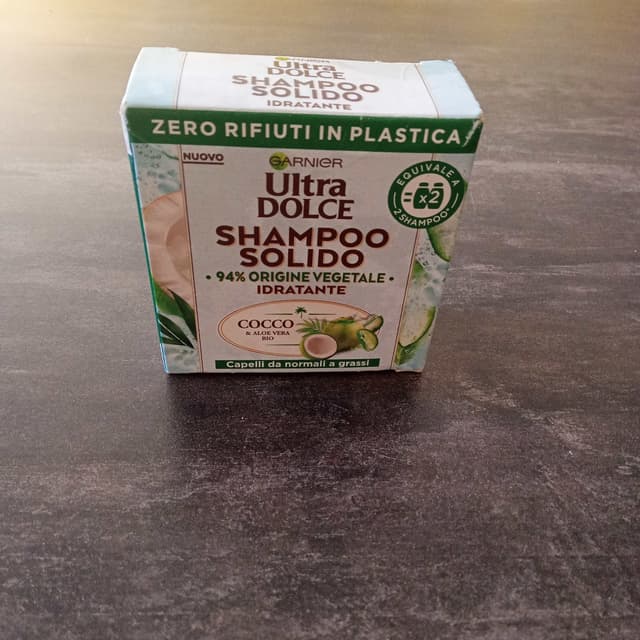 GARNIER
Ultra
DOLCE
SHAMPOO
SOLIDO
IDRATANTE
ZERO RIFIUTI IN PLASTICA
NUOVO
GARNIER
Ultra
DOLCE
EQUIVALE A
x2
SHAMPOO
SHAMPOO
SOLIDO
• 94% ORIGINE VEGETALE •
IDRATANTE
COCCO
& ALOE VERA
BIO
Capelli da normali a grassi